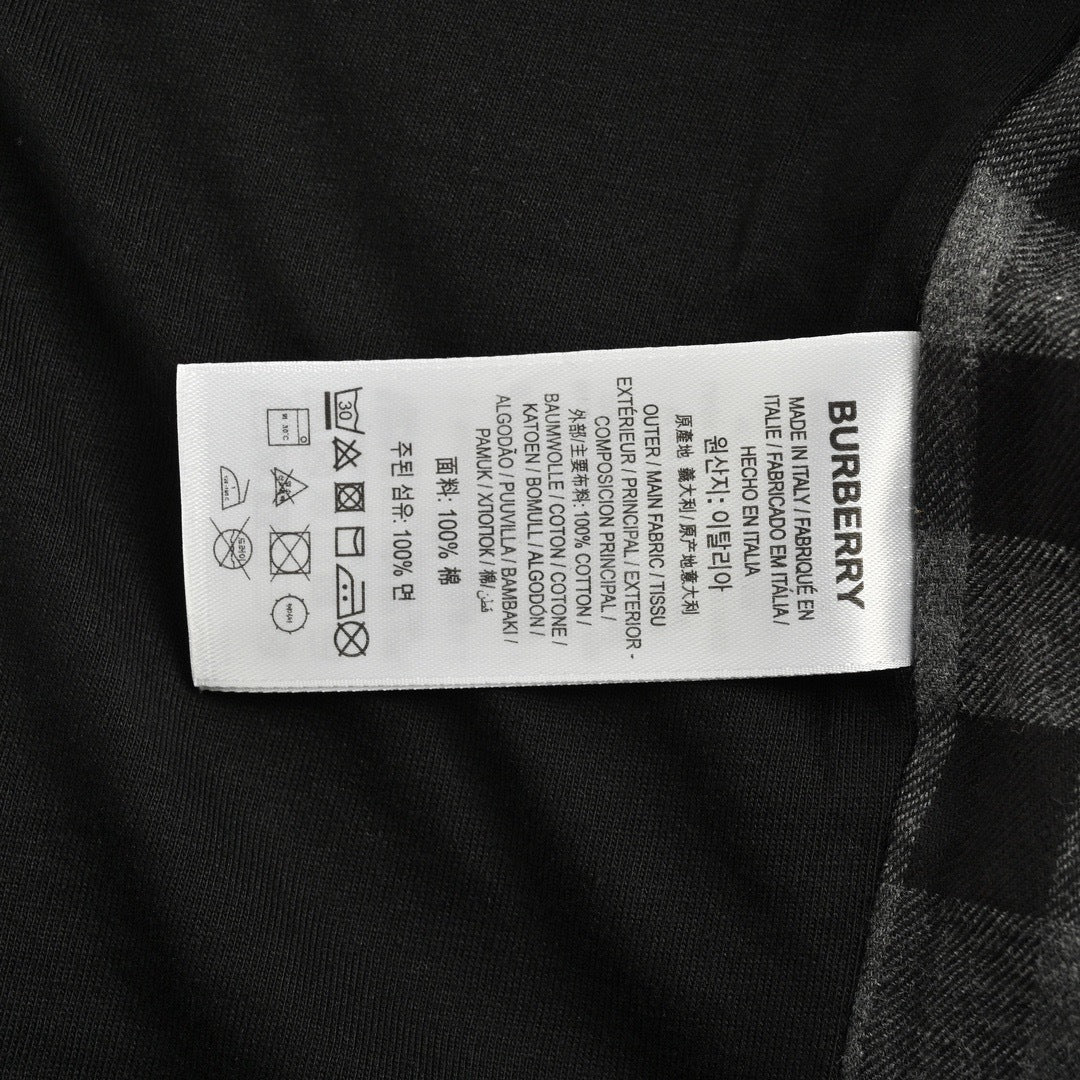 BURBERRY
MADE IN ITALY / FABRIQUÉ EN
ITALIE / FABRICADO EM ITÁLIA /
HECHO EN ITALIA
원산지: 이탈리아
原產地 義大利 / 原产地意大利
OUTER / MAIN FABRIC / TISSU
EXTÉRIEUR / PRINCIPAL / EXTERIOR -
COMPOSICION PRINCIPAL /
外部/主要布料: 100% COTTON /
BAUMWOLLE / COTON / COTONE /
KATOEN / BOMULL / ALGODÓN /
ALGODÃO / PUUVILLA / BAMBAKI /
PAMUK / ХЛОПОК / 棉 / قطن
面料: 100% 棉
주된 섬유: 100% 면
30